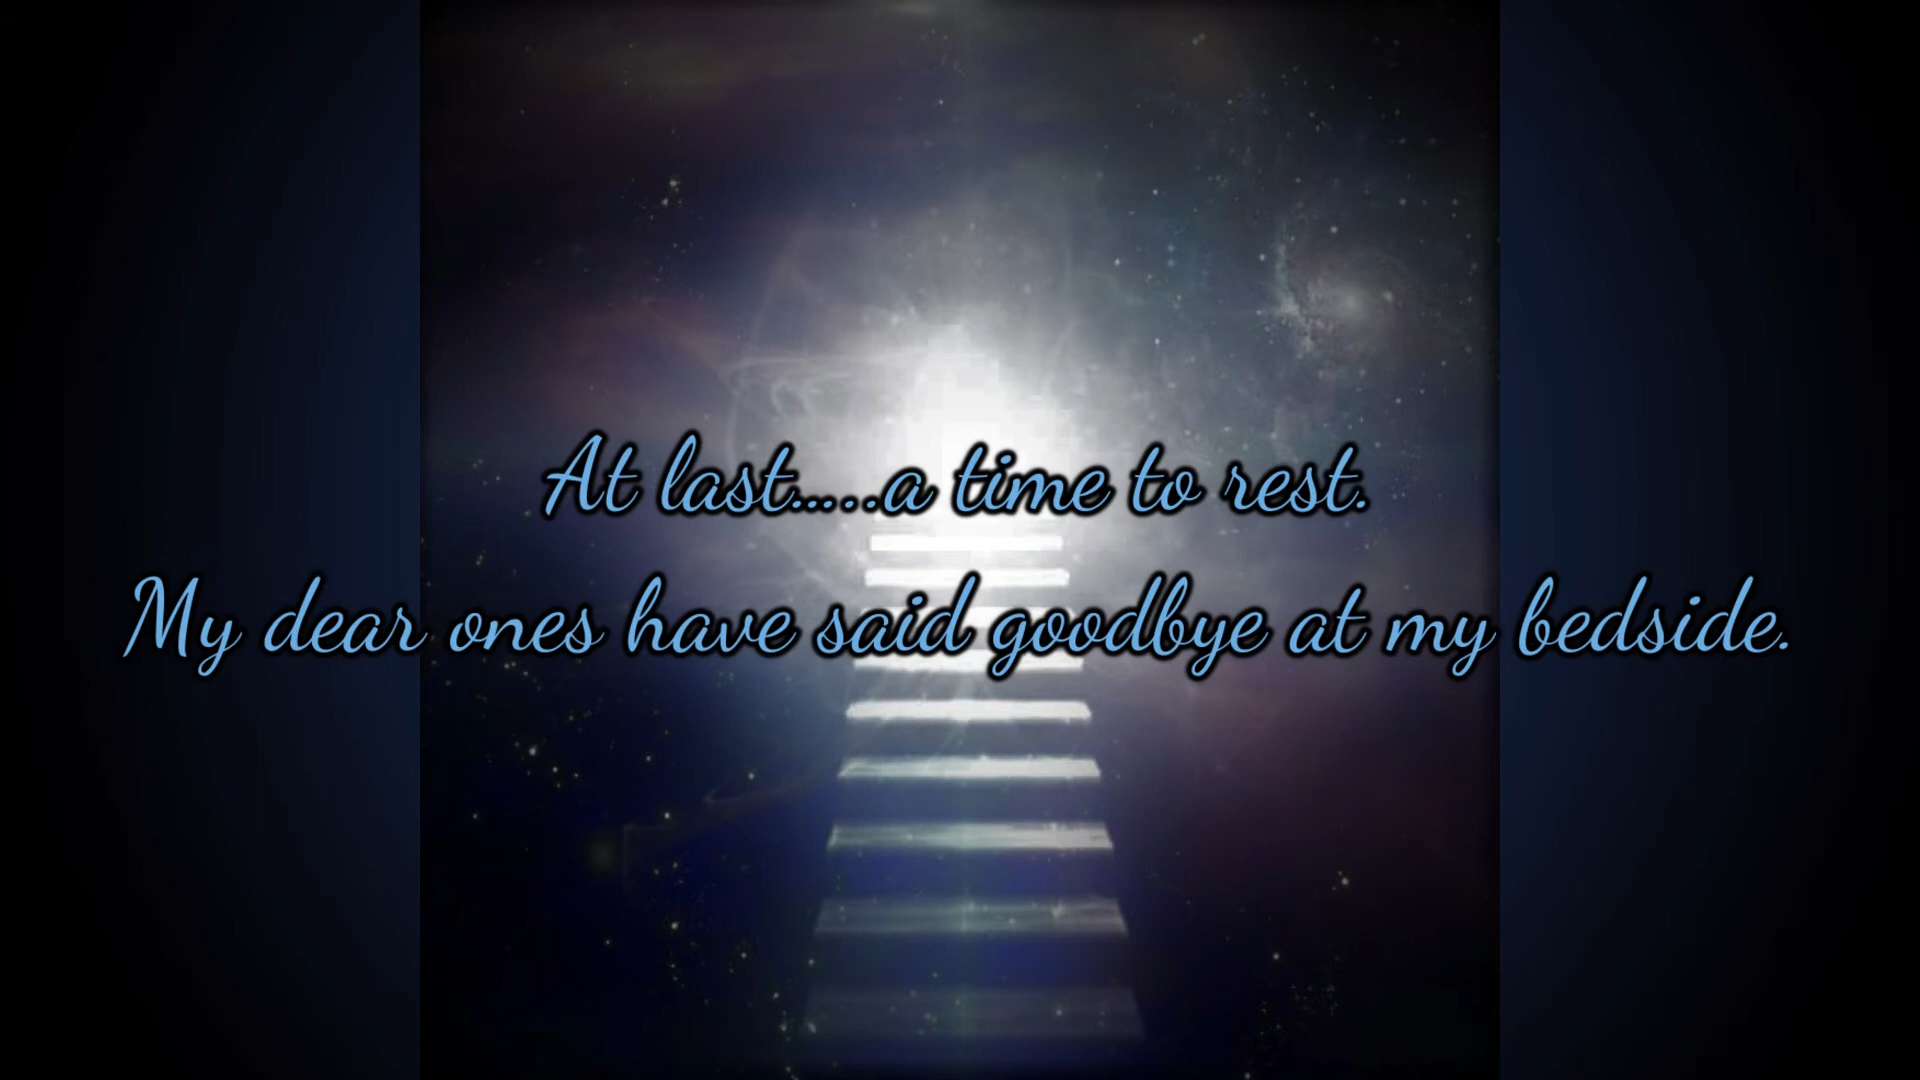 At last.....a time to rest.
My dear ones have said goodbye at my bedside.